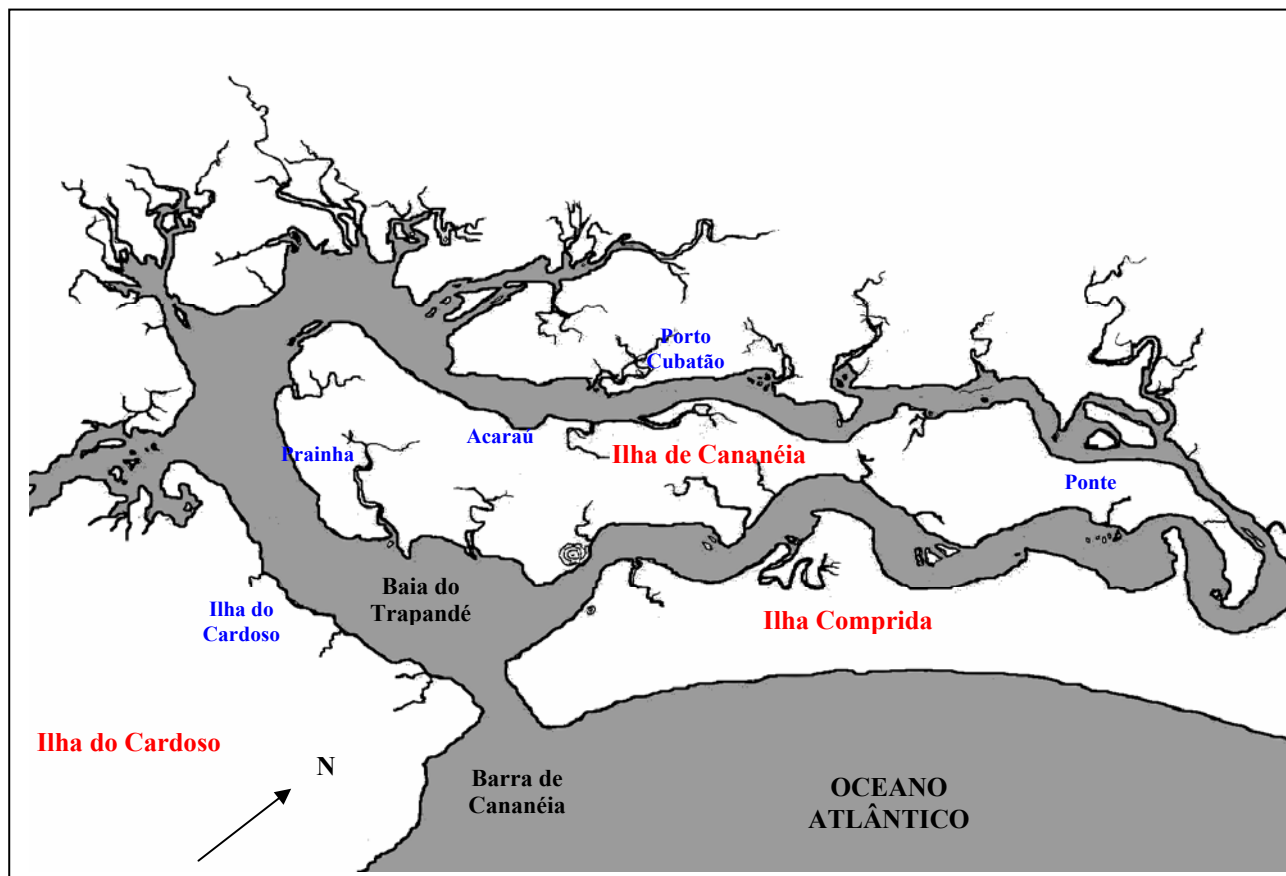 Porto
Cubatão
Acaraú
Prainha
Ilha de Cananéia
Ponte
Baia do
Trapandé
Ilha do
Cardoso
Ilha Comprida
Ilha do Cardoso
N
Barra de
Cananéia
OCEANO
ATLÂNTICO